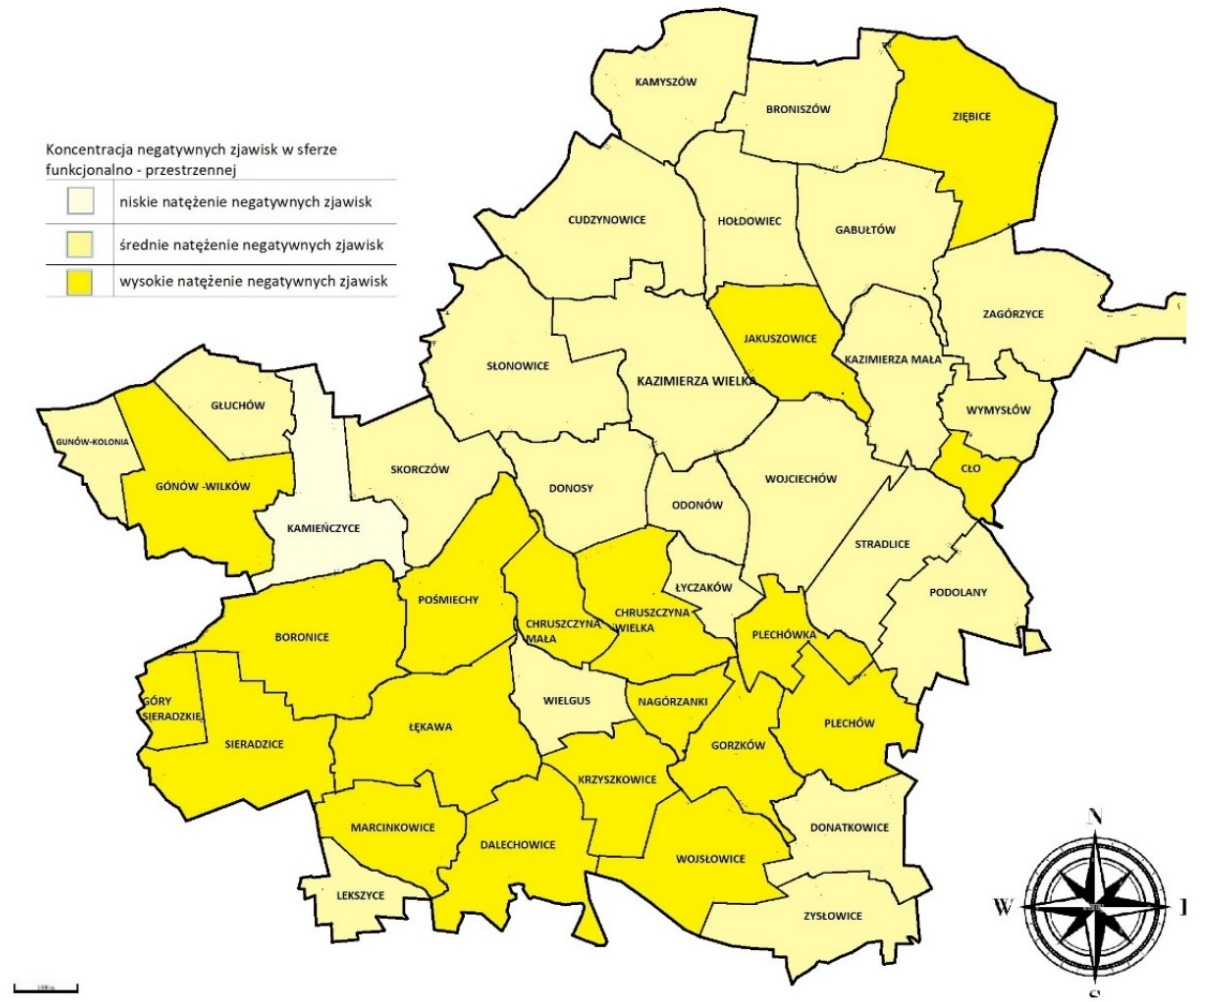 Koncentracja negatywnych zjawisk w sferze
funkcjonalno - przestrzennej
niskie natężenie negatywnych zjawisk
średnie natężenie negatywnych zjawisk
wysokie natężenie negatywnych zjawisk
KAMYSZÓW
BRONISZÓW
ZIĘBICE
CUDZYNOWICE
HOŁDOWIEC
GABUŁTÓW
ZAGÓRZYCE
JAKUSZOWICE
KAZIMIERZA MAŁA
SŁONOWICE
KAZIMIERZA WIELKA
GŁUCHÓW
WYMYSŁÓW
GUNÓW-KOLONIA
SKORCZÓW
CŁO
GÓNÓW -WILKÓW
DONOSY
ODONÓW
WOJCIECHÓW
KAMIEŃCZYCE
STRADLICE
POŚMIECHY
ŁYCZAKÓW
PODOLANY
CHRUSZCZYNA
MAŁA
CHRUSZCZYNA
WIELKA
BORONICE
PLECHÓWKA
GÓRY
SIERADZKIE
WIELGUS
NAGÓRZANKI
ŁĘKAWA
PLECHÓW
SIERADZICE
GORZKÓW
KRZYSZKOWICE
MARCINKOWICE
DONATKOWICE
DALECHOWICE
WOJSŁOWICE
LEKSZYCE
ZYSŁOWICE
N
W